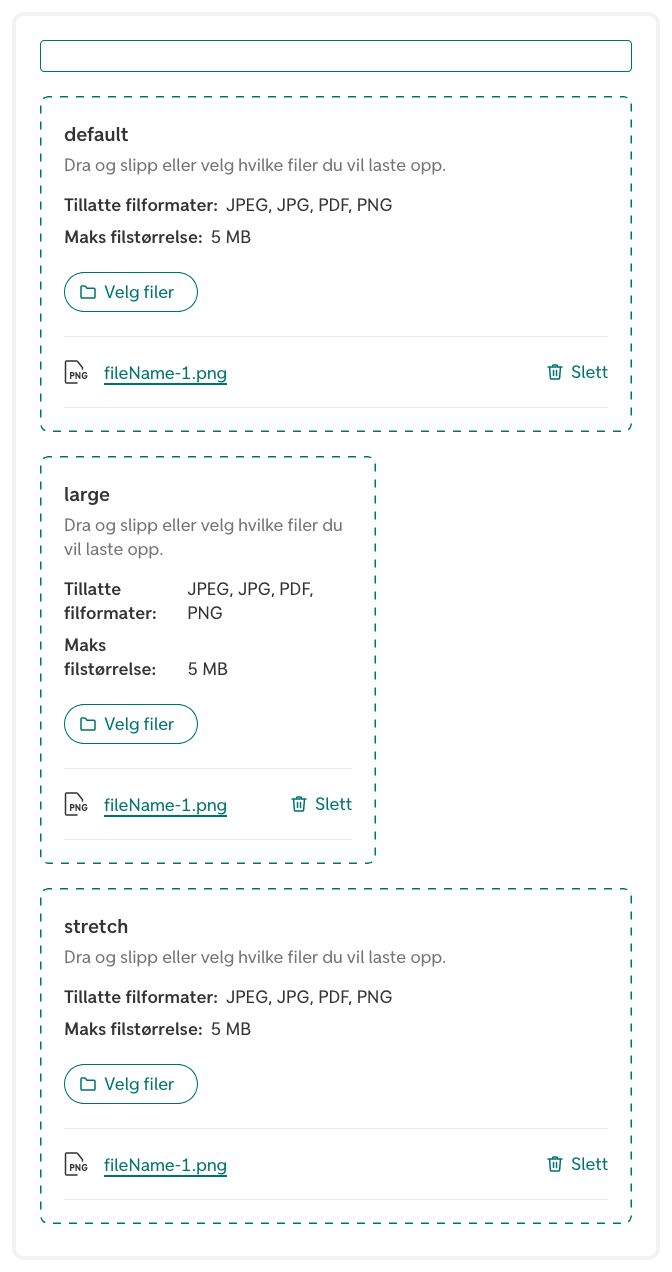 default
Dra og slipp eller velg hvilke filer du vil laste opp.
Tillatte filformater: JPEG, JPG, PDF, PNG
Maks filstørrelse: 5 MB
Velg filer
PNG fileName-1.png Slett
large
Dra og slipp eller velg hvilke filer du
vil laste opp.
Tillatte JPEG, JPG, PDF,
filformater: PNG
Maks
filstørrelse: 5 MB
Velg filer
PNG fileName-1.png Slett
stretch
Dra og slipp eller velg hvilke filer du vil laste opp.
Tillatte filformater: JPEG, JPG, PDF, PNG
Maks filstørrelse: 5 MB
Velg filer
PNG fileName-1.png Slett